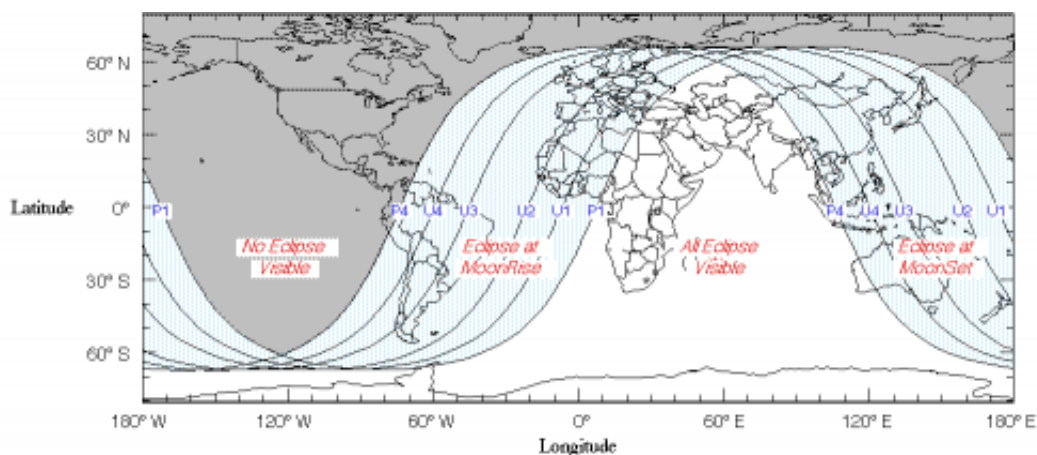 60° N
30° N
Latitude
0°
P1
P4
U4
U3
U2
U1
P1
P4
U4
U3
U2
U1
No Eclipse
Visible
Eclipse at
MoonRise
All Eclipse
Visible
Eclipse at
MoonSet
30° S
60° S
180° W
120° W
60° W
0°
60° E
120° E
180° E
Longitude